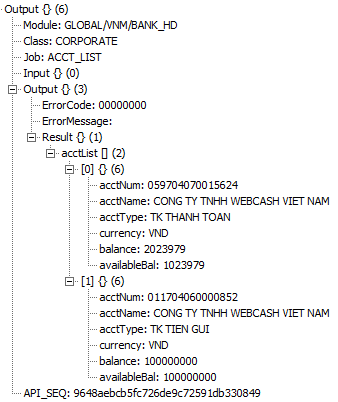 Output {} (6)
Module: GLOBAL/VNM/BANK_HD
Class: CORPORATE
Job: ACCT_LIST
Input {} (0)
Output {} (3)
ErrorCode: 00000000
ErrorMessage:
Result {} (1)
acctList [] (2)
[0] {} (6)
acctNum: 059704070015624
acctName: CONG TY TNHH WEBCASH VIET NAM
acctType: TK THANH TOAN
currency: VND
balance: 2023979
availableBal: 1023979
[1] {} (6)
acctNum: 011704060000852
acctName: CONG TY TNHH WEBCASH VIET NAM
acctType: TK TIEN GUI
currency: VND
balance: 100000000
availableBal: 100000000
API_SEQ: 9648aebcb5fc726de9c72591db330849